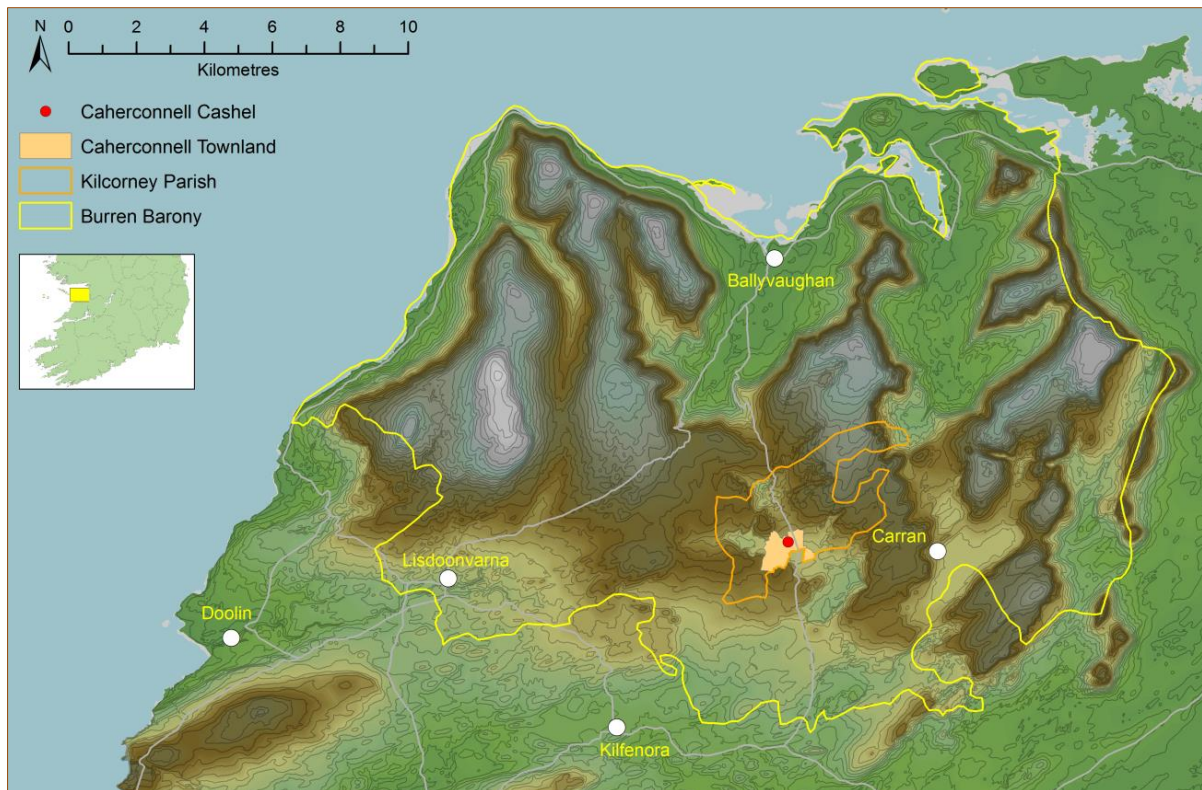 N
0 2 4 6 8 10
Kilometres
Caherconnell Cashel
Caherconnell Townland
Kilcorney Parish
Burren Barony
Ballyvaughan
Carran
Lisdoonvarna
Doolin
Kilfenora